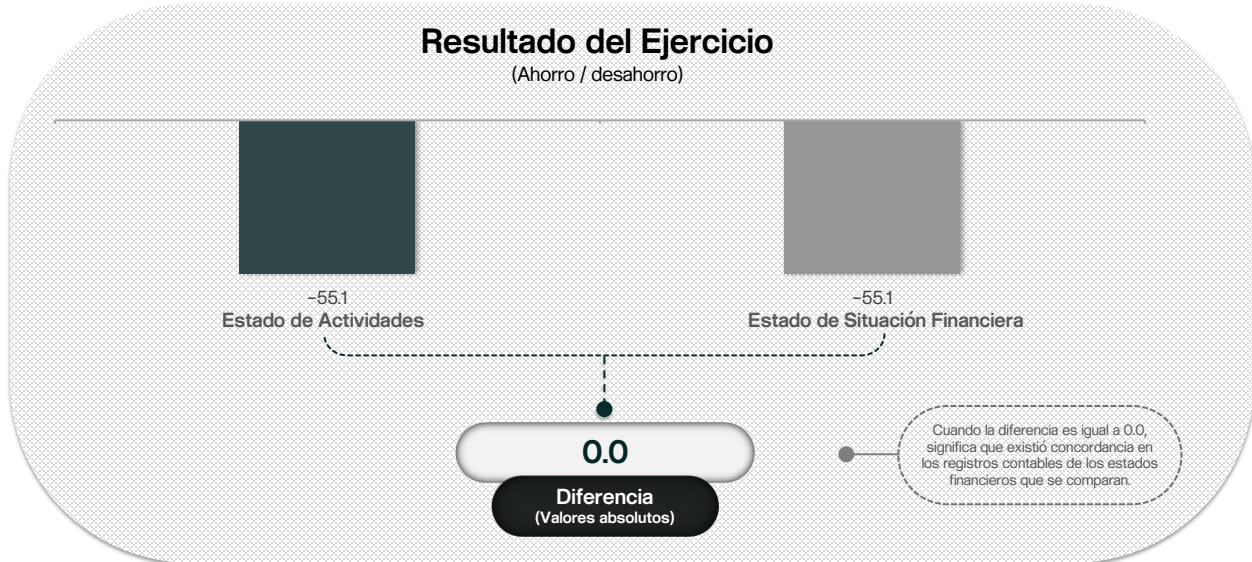 Resultado del Ejercicio
(Ahorro / desahorro)
-55.1
Estado de Actividades
-55.1
Estado de Situación Financiera
0.0
Diferencia
(Valores absolutos)
Cuando la diferencia es igual a 0.0,
significa que existió concordancia en
los registros contables de los estados
financieros que se comparan.